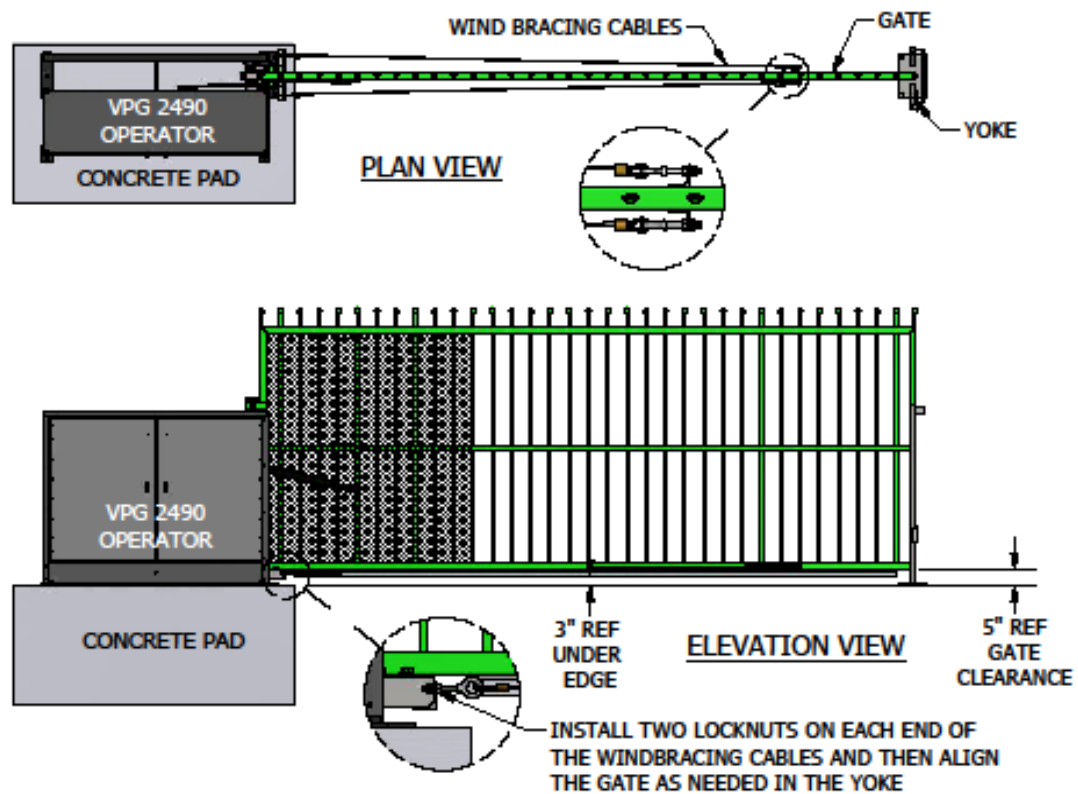 WIND BRACING CABLES
GATE
VPG 2490
OPERATOR
YOKE
CONCRETE PAD
PLAN VIEW
VPG 2490
OPERATOR
CONCRETE PAD
3" REF
UNDER
EDGE
ELEVATION VIEW
5" REF
GATE
CLEARANCE
INSTALL TWO LOCKNUTS ON EACH END OF
THE WINDBRACING CABLES AND THEN ALIGN
THE GATE AS NEEDED IN THE YOKE